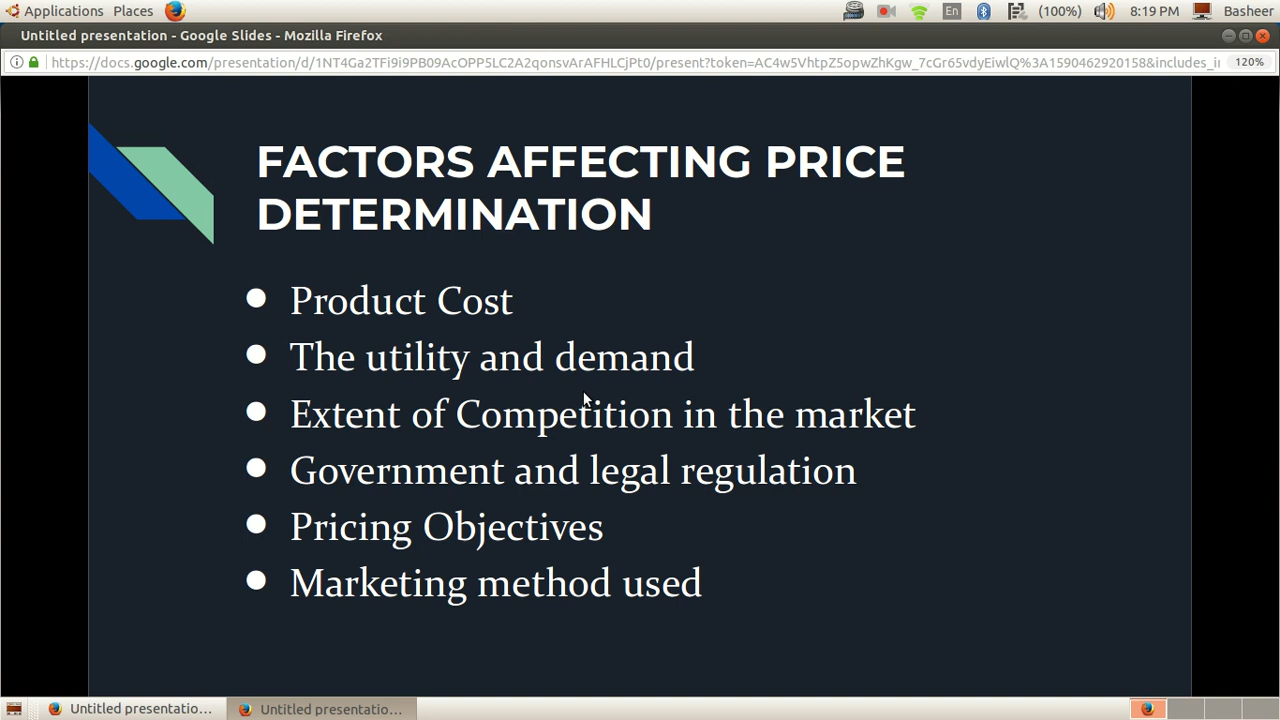 Applications Places En (100%) 8:19 PM Basheer
Untitled presentation - Google Slides - Mozilla Firefox
https://docs.google.com/presentation/d/1NT4Ga2TFi9i9PB09AcOPP5LC2A2qonsvArAFHLCjPt0/present?token=AC4w5VhtpZ5opwZhKgw_7cGr65vdyEiwlQ%3A1590462920158&includes_i 120%
FACTORS AFFECTING PRICE
DETERMINATION
● Product Cost
● The utility and demand
● Extent of Competition in the market
● Government and legal regulation
● Pricing Objectives
● Marketing method used
Untitled presentatio... Untitled presentatio...